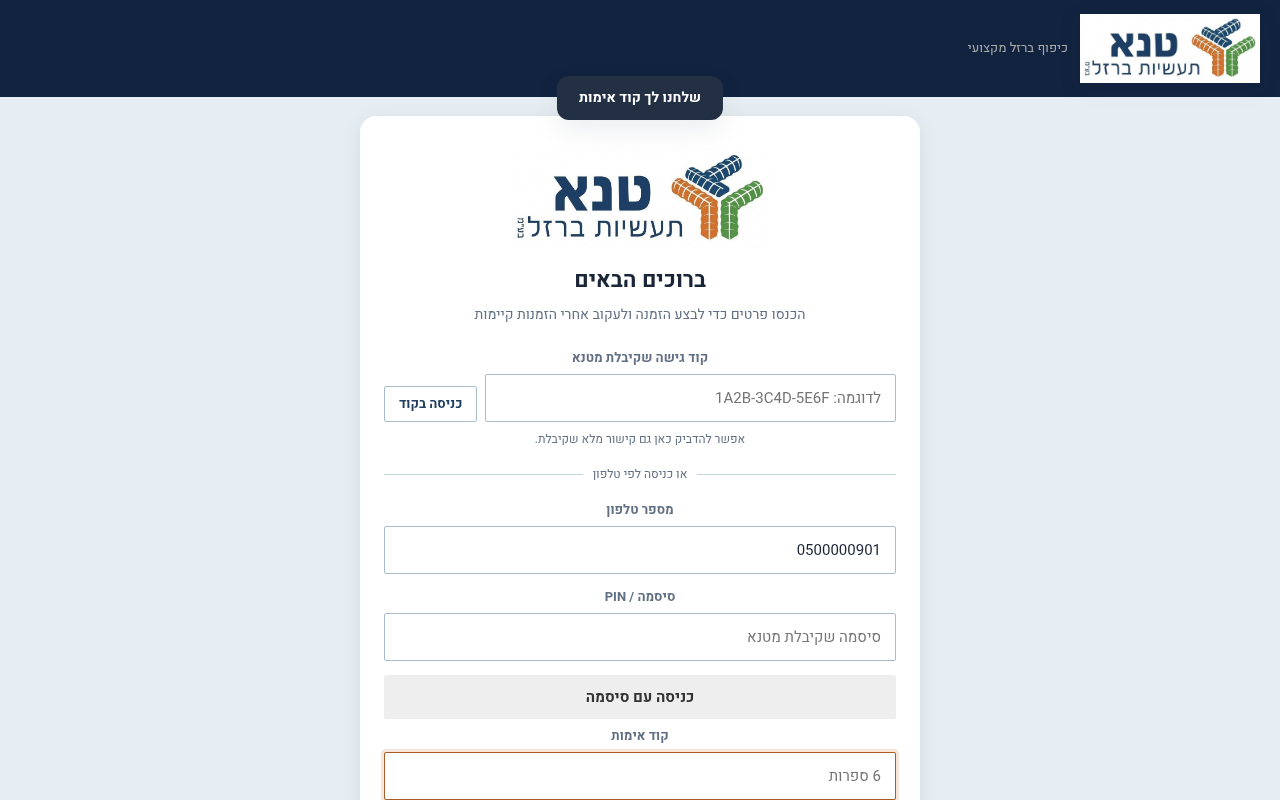 טנא
תעשיות ברזל בע״מ
כיפוף ברזל מקצועי
שלחנו לך קוד אימות
טנא
תעשיות ברזל בע״מ
ברוכים הבאים
הכנסו פרטים כדי לבצע הזמנה ולעקוב אחרי הזמנות קיימות
קוד גישה שקיבלת מטנא
לדוגמה: 1A2B-3C4D-5E6F
כניסה בקוד
אפשר להדביק כאן גם קישור מלא שקיבלת.
או כניסה לפי טלפון
מספר טלפון
0500000901
סיסמה / PIN
סיסמה שקיבלת מטנא
כניסה עם סיסמה
קוד אימות
6 ספרות